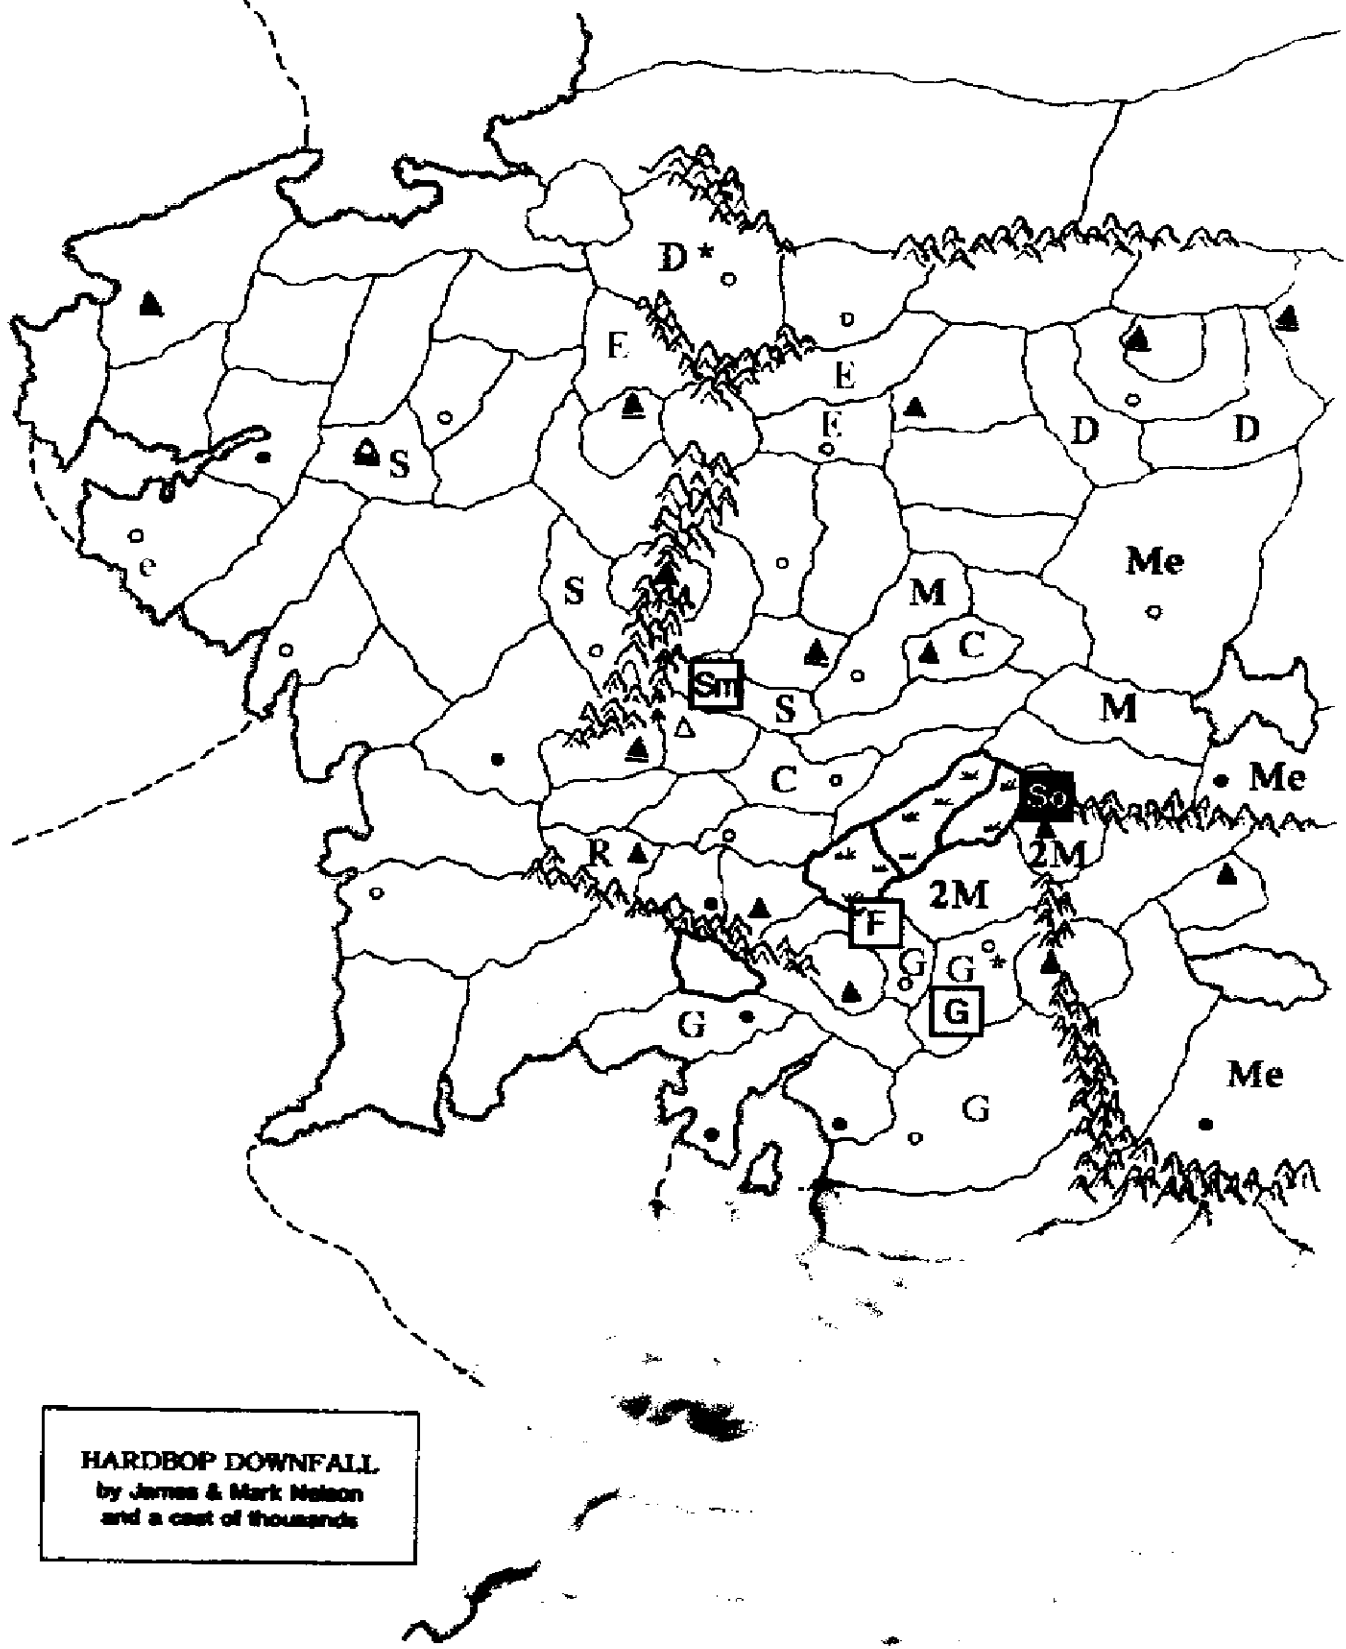 D *
E
E
E
D
D
S
e
Me
S
M
C
Sm
S
M
C
Me
So
R
2M
2M
F
G
G *
G
G
Me
G
HARDBOP DOWNFALL
by James & Mark Nelson
and a cast of thousands